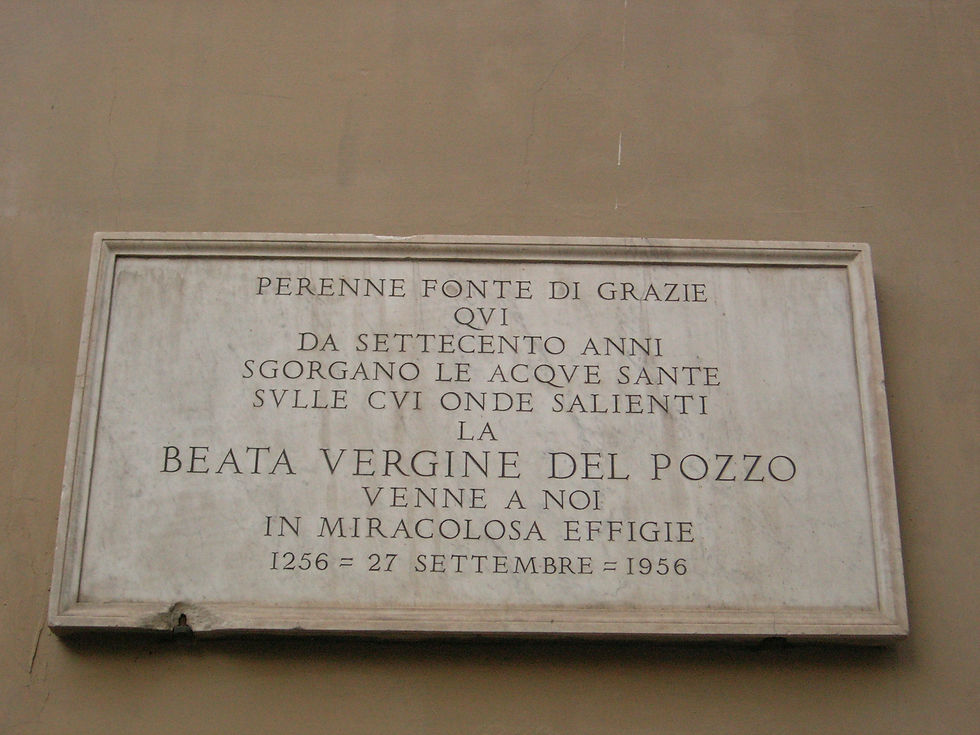 PERENNE FONTE DI GRAZIE
QVI
DA SETTECENTO ANNI
SGORGANO LE ACQVE SANTE
SVLLE CVI ONDE SALIENTI
LA
BEATA VERGINE DEL POZZO
VENNE A NOI
IN MIRACOLOSA EFFIGIE
1256 = 27 SETTEMBRE = 1956